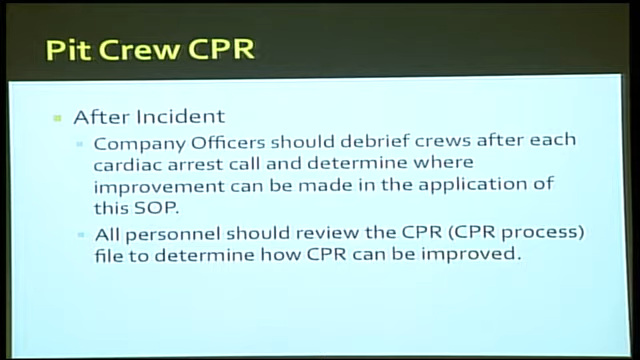 Pit Crew CPR
After Incident
Company Officers should debrief crews after each
cardiac arrest call and determine where
improvement can be made in the application of
this SOP.
All personnel should review the CPR (CPR process)
file to determine how CPR can be improved.